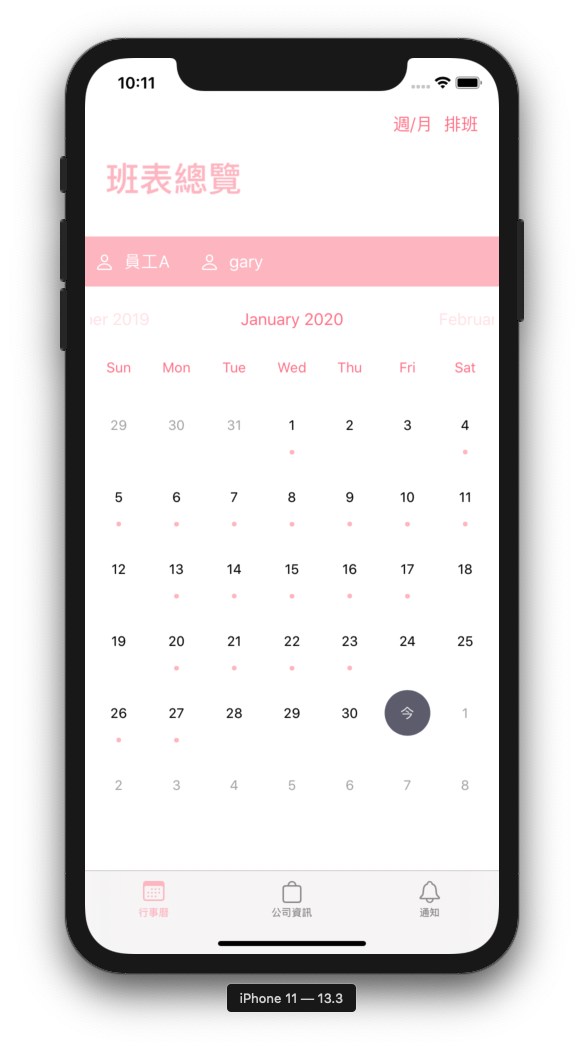 10:11
週/月 排班
班表總覽
員工A gary
er 2019 January 2020 Februar
Sun Mon Tue Wed Thu Fri Sat
29 30 31 1 2 3 4
5 6 7 8 9 10 11
12 13 14 15 16 17 18
19 20 21 22 23 24 25
26 27 28 29 30 今 1
2 3 4 5 6 7 8
行事曆 公司資訊 通知
iPhone 11 — 13.3